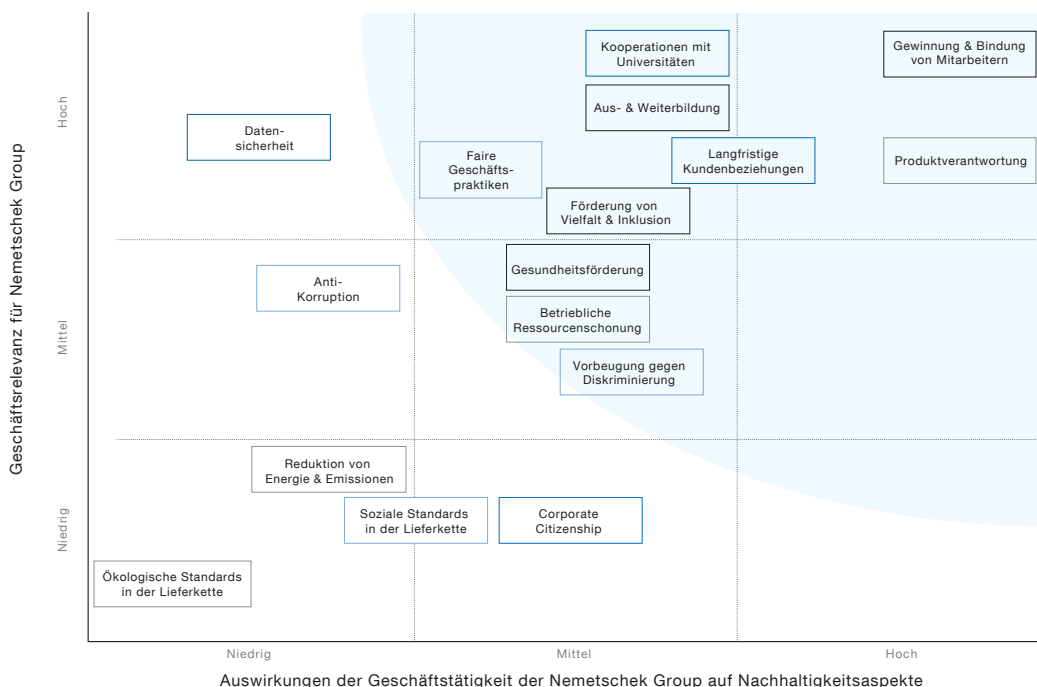 Geschäftsrelevanz für Nemetschek Group
Hoch
Mittel
Niedrig
Kooperationen mit
Universitäten
Gewinnung & Bindung
von Mitarbeitern
Aus- & Weiterbildung
Daten-
sicherheit
Faire
Geschäfts-
praktiken
Langfristige
Kundenbeziehungen
Produktverantwortung
Förderung von
Vielfalt & Inklusion
Gesundheitsförderung
Anti-
Korruption
Betriebliche
Ressourcenschonung
Vorbeugung gegen
Diskriminierung
Reduktion von
Energie & Emissionen
Soziale Standards
in der Lieferkette
Corporate
Citizenship
Ökologische Standards
in der Lieferkette
Niedrig
Mittel
Hoch
Auswirkungen der Geschäftstätigkeit der Nemetschek Group auf Nachhaltigkeitsaspekte